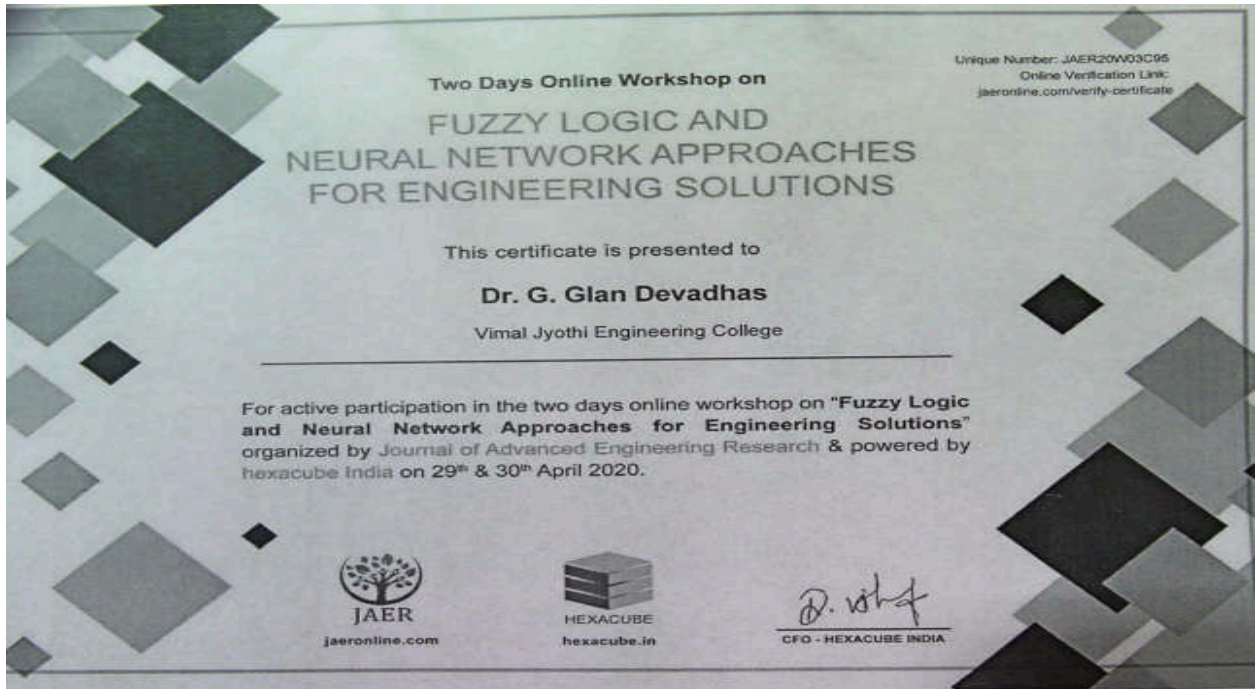 Unique Number: JAER20W03C95
Online Verification Link:
jaeronline.com/verify-certificate
Two Days Online Workshop on
FUZZY LOGIC AND
NEURAL NETWORK APPROACHES
FOR ENGINEERING SOLUTIONS
This certificate is presented to
Dr. G. Glan Devadhas
Vimal Jyothi Engineering College
For active participation in the two days online workshop on "Fuzzy Logic
and Neural Network Approaches for Engineering Solutions"
organized by Journal of Advanced Engineering Research & powered by
hexacube India on 29th & 30th April 2020.
JAER
jaeronline.com
HEXACUBE
hexacube.in
CFO - HEXACUBE INDIA